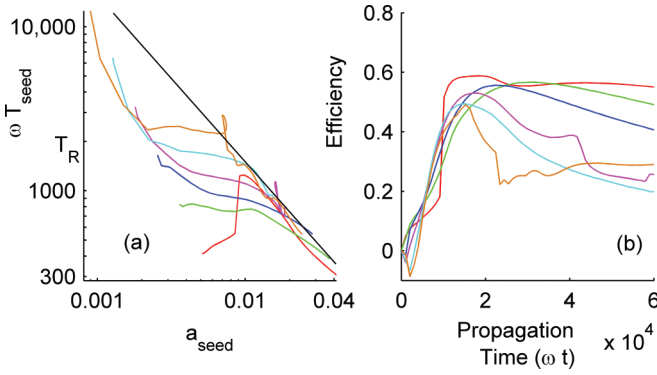 10,000
ω T_seed
T_R
1000
300
(a)
0.001
0.01
0.04
a_seed
0.8
0.6
0.4
0.2
0
Efficiency
(b)
0
2
4
6
x 10^4
Propagation
Time (ω t)